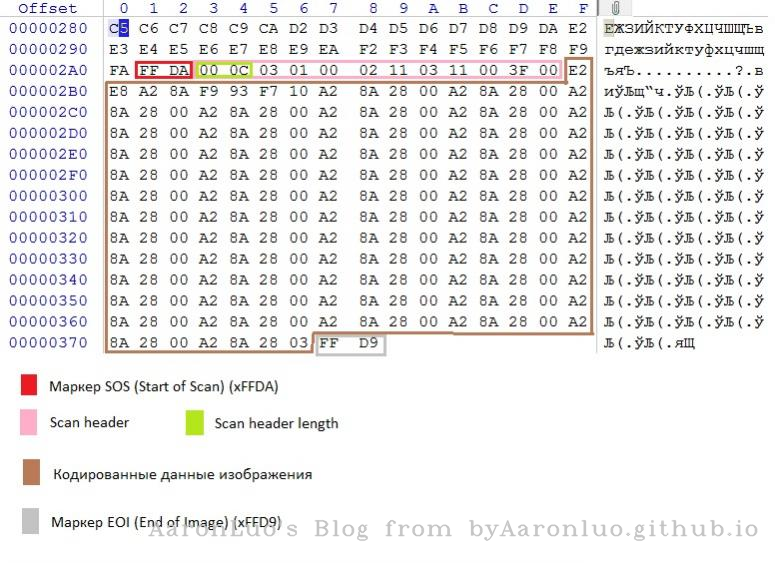 Offset 0 1 2 3 4 5 6 7 8 9 A B C D E F
00000280 C5 C6 C7 C8 C9 CA D2 D3 D4 D5 D6 D7 D8 D9 DA E2 ЕЖЗИЙКТУФХЦЧШЩЪв
00000290 E3 E4 E5 E6 E7 E8 E9 EA F2 F3 F4 F5 F6 F7 F8 F9 гдежзийктуфхцчшщ
000002A0 FA FF DA 00 0C 03 01 00 02 11 03 11 00 3F 00 E2 ъяЪ..........?.в
000002B0 E8 A2 8A F9 93 F7 10 A2 8A 28 00 A2 8A 28 00 A2 иўЉщ“ч.ўЉ(.ўЉ(.ў
000002C0 8A 28 00 A2 8A 28 00 A2 8A 28 00 A2 8A 28 00 A2 Љ(.ўЉ(.ўЉ(.ўЉ(.ў
000002D0 8A 28 00 A2 8A 28 00 A2 8A 28 00 A2 8A 28 00 A2 Љ(.ўЉ(.ўЉ(.ўЉ(.ў
000002E0 8A 28 00 A2 8A 28 00 A2 8A 28 00 A2 8A 28 00 A2 Љ(.ўЉ(.ўЉ(.ўЉ(.ў
000002F0 8A 28 00 A2 8A 28 00 A2 8A 28 00 A2 8A 28 00 A2 Љ(.ўЉ(.ўЉ(.ўЉ(.ў
00000300 8A 28 00 A2 8A 28 00 A2 8A 28 00 A2 8A 28 00 A2 Љ(.ўЉ(.ўЉ(.ўЉ(.ў
00000310 8A 28 00 A2 8A 28 00 A2 8A 28 00 A2 8A 28 00 A2 Љ(.ўЉ(.ўЉ(.ўЉ(.ў
00000320 8A 28 00 A2 8A 28 00 A2 8A 28 00 A2 8A 28 00 A2 Љ(.ўЉ(.ўЉ(.ўЉ(.ў
00000330 8A 28 00 A2 8A 28 00 A2 8A 28 00 A2 8A 28 00 A2 Љ(.ўЉ(.ўЉ(.ўЉ(.ў
00000340 8A 28 00 A2 8A 28 00 A2 8A 28 00 A2 8A 28 00 A2 Љ(.ўЉ(.ўЉ(.ўЉ(.ў
00000350 8A 28 00 A2 8A 28 00 A2 8A 28 00 A2 8A 28 00 A2 Љ(.ўЉ(.ўЉ(.ўЉ(.ў
00000360 8A 28 00 A2 8A 28 00 A2 8A 28 00 A2 8A 28 00 A2 Љ(.ўЉ(.ўЉ(.ўЉ(.ў
00000370 8A 28 00 A2 8A 28 03 FF D9 Љ(.ўЉ(.яЩ
Маркер SOS (Start of Scan) (xFFDA)
Scan header Scan header length
Кодированные данные изображения
Маркер EOI (End of Image) (xFFD9)
AaronLuo's Blog from byAaronluo.github.io